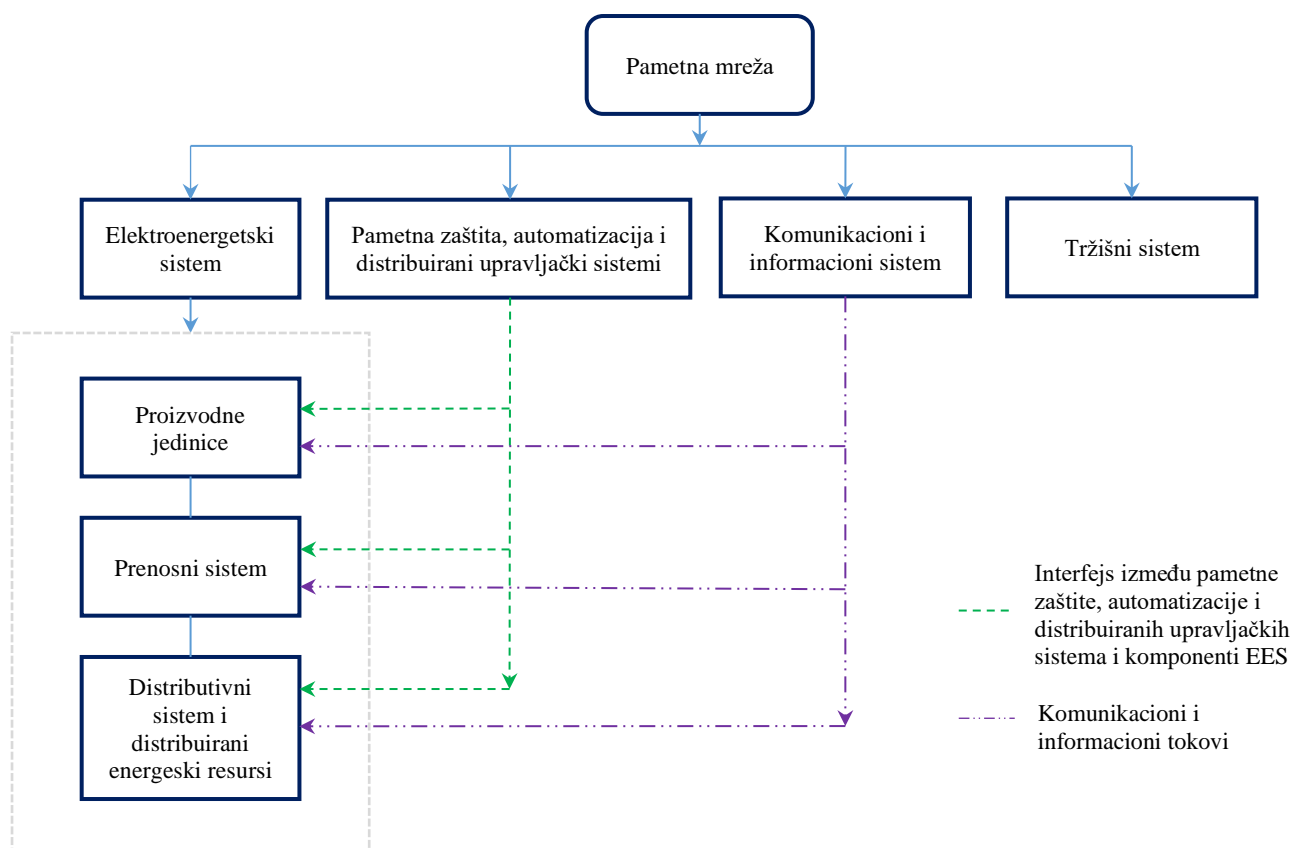 Pametna mreža
Elektroenergetski
sistem
Pametna zaštita, automatizacija i
distribuirani upravljački sistemi
Komunikacioni i
informacioni sistem
Tržišni sistem
Proizvodne
jedinice
Prenosni sistem
Distributivni
sistem i
distribuirani
energeski resursi
Interfejs između pametne
zaštite, automatizacije i
distribuiranih upravljačkih
sistema i komponenti EES
Komunikacioni i
informacioni tokovi